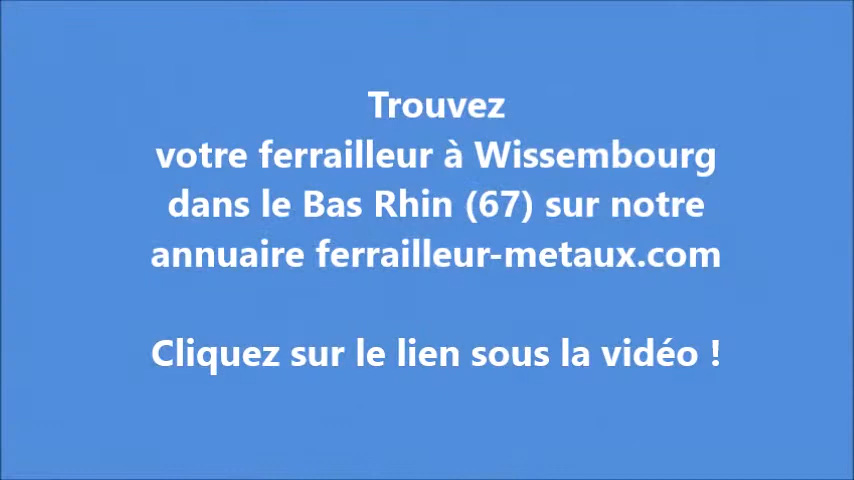 Trouvez
votre ferrailleur à Wissembourg
dans le Bas Rhin (67) sur notre
annuaire ferrailleur-metaux.com
Cliquez sur le lien sous la vidéo !